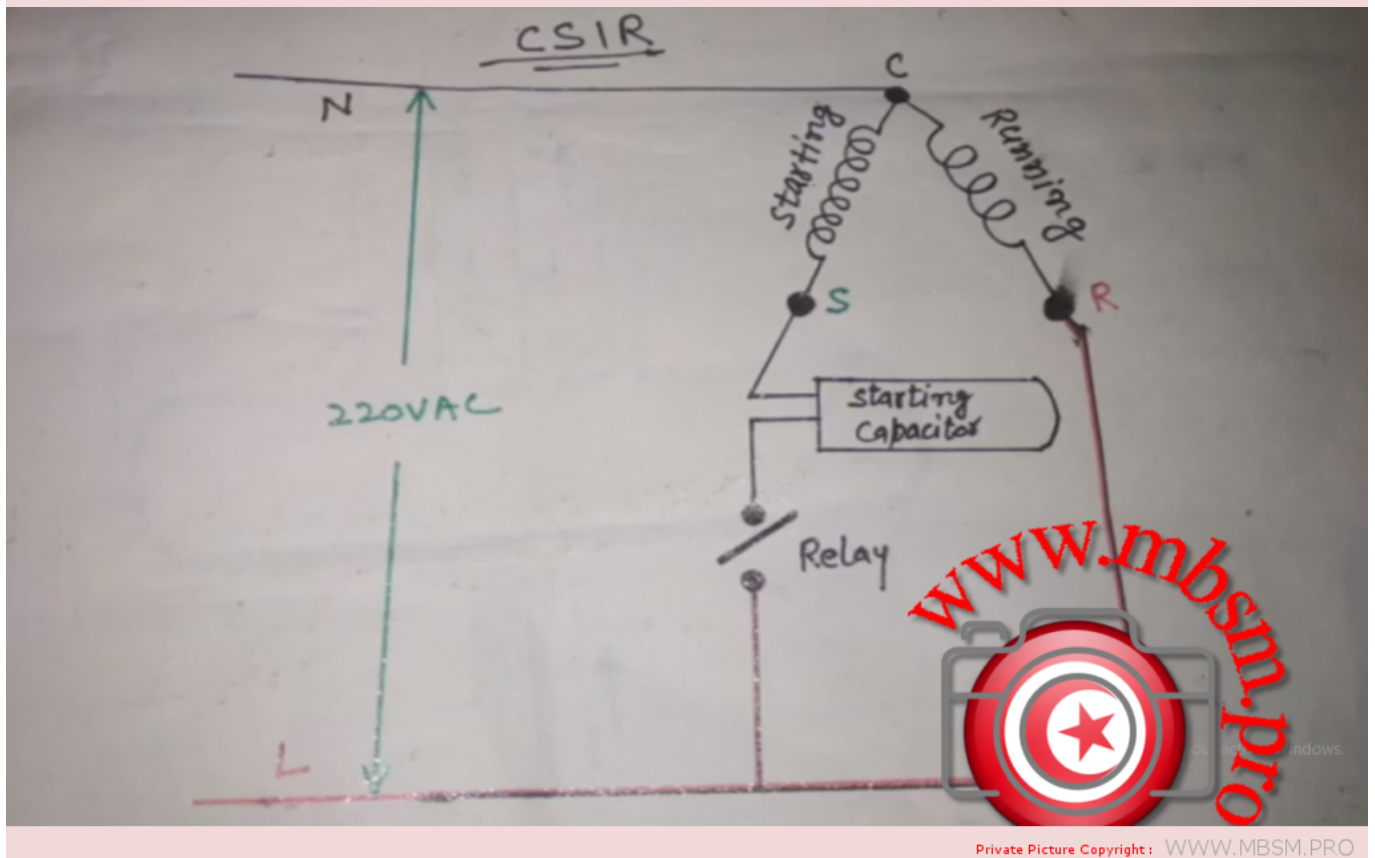 CSIR
N
C
Starting
Running
S
R
220VAC
Starting
Capacitor
Relay
L
www.mbsm.pro
Private Picture Copyright : WWW.MBSM.PRO